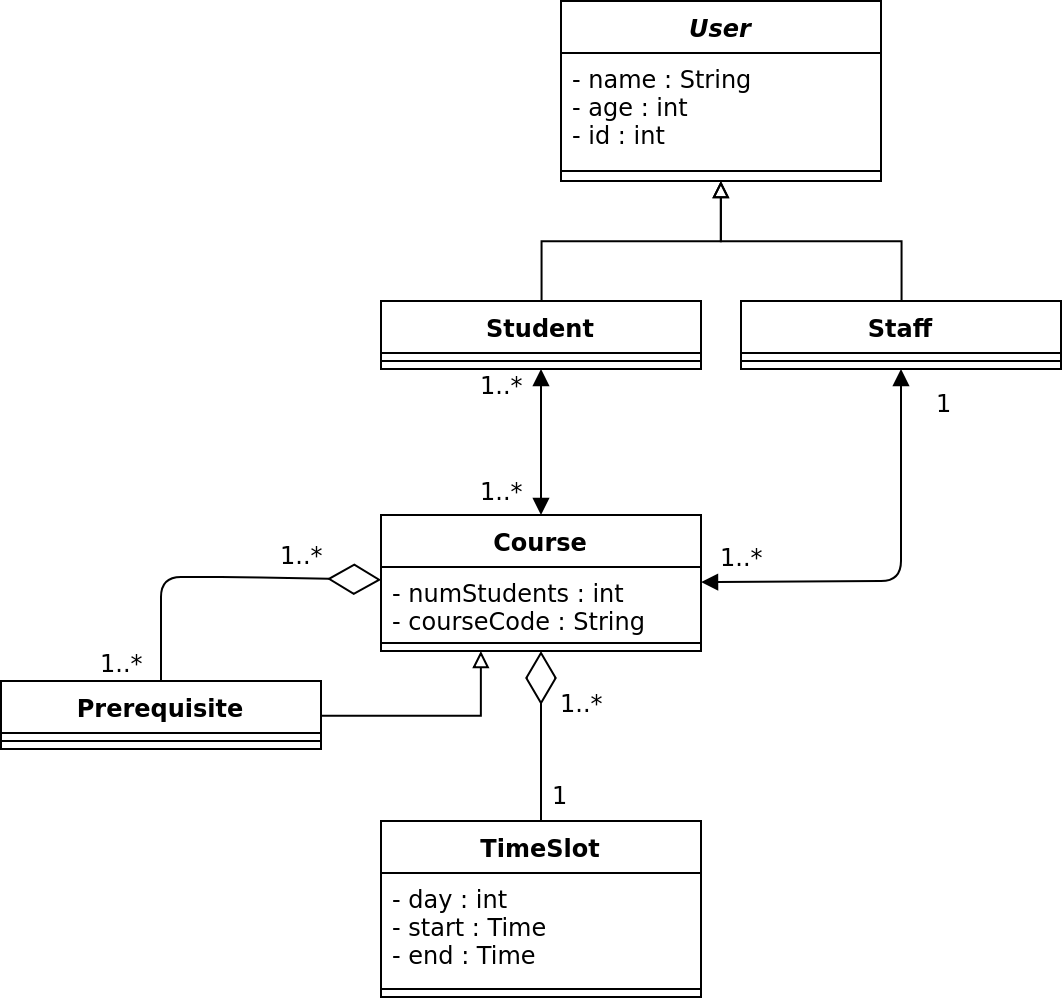 User
- name : String
- age : int
- id : int
Student
Staff
1..*
1
1..*
Course
1..*
1..*
- numStudents : int
- courseCode : String
1..*
Prerequisite
1..*
1
TimeSlot
- day : int
- start : Time
- end : Time